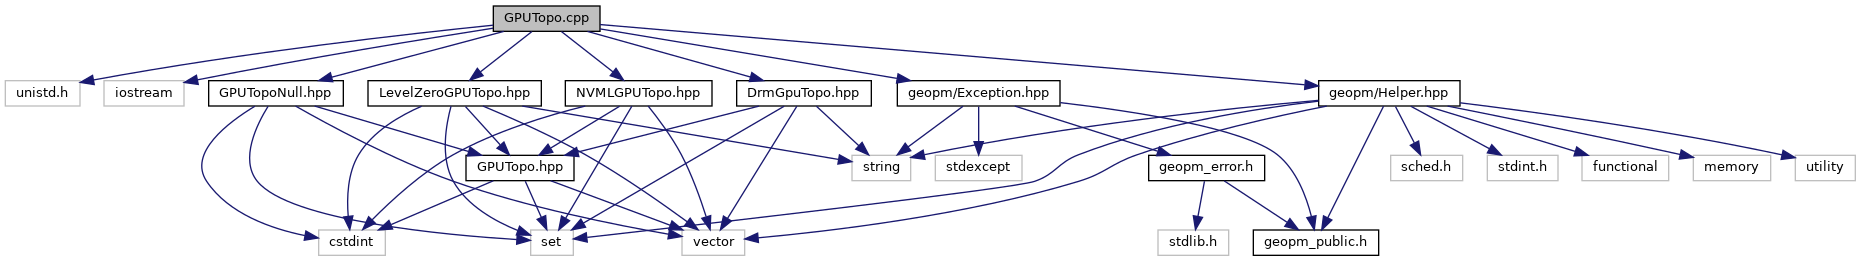 GPUTopo.cpp
unistd.h
iostream
GPUTopoNull.hpp
LevelZeroGPUTopo.hpp
NVMLGPUTopo.hpp
DrmGpuTopo.hpp
geopm/Exception.hpp
geopm/Helper.hpp
GPUTopo.hpp
string
stdexcept
geopm_error.h
sched.h
stdint.h
functional
memory
utility
cstdint
set
vector
stdlib.h
geopm_public.h